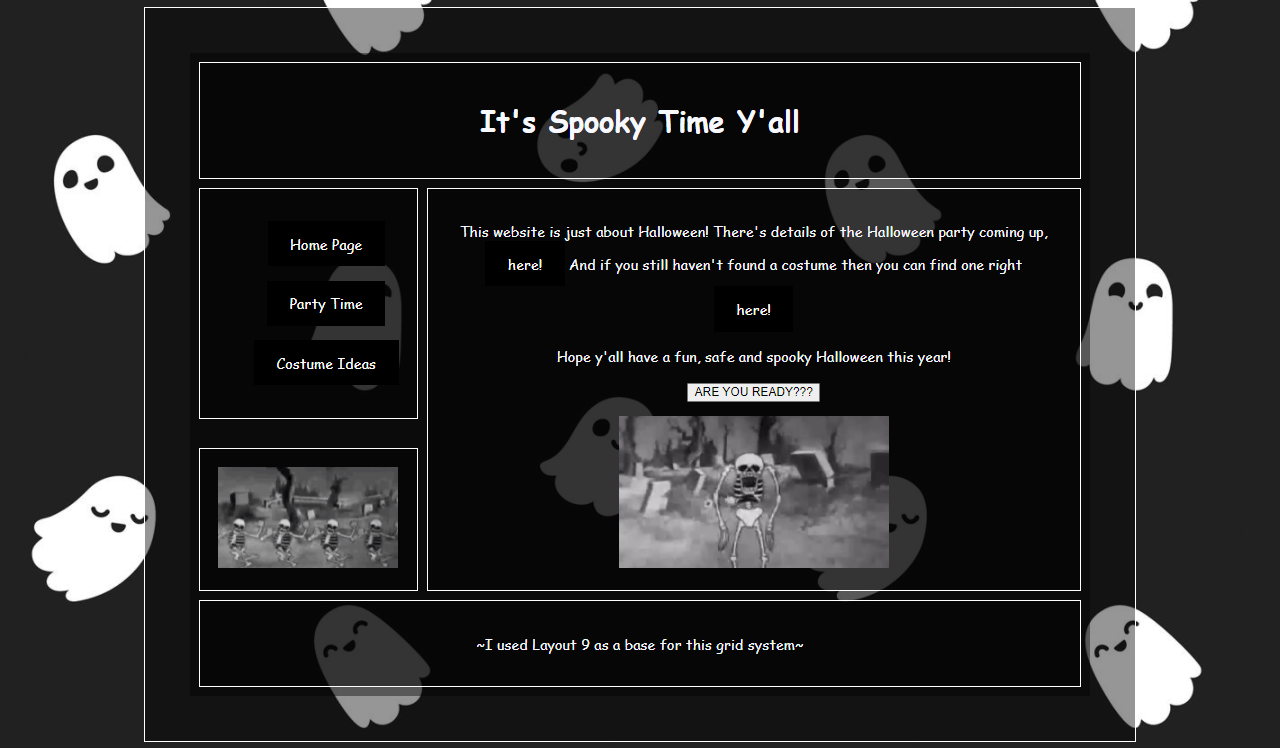 It's Spooky Time Y'all
Home Page
Party Time
Costume Ideas
This website is just about Halloween! There's details of the Halloween party coming up,
here! And if you still haven't found a costume then you can find one right
here!
Hope y'all have a fun, safe and spooky Halloween this year!
ARE YOU READY???
~I used Layout 9 as a base for this grid system~